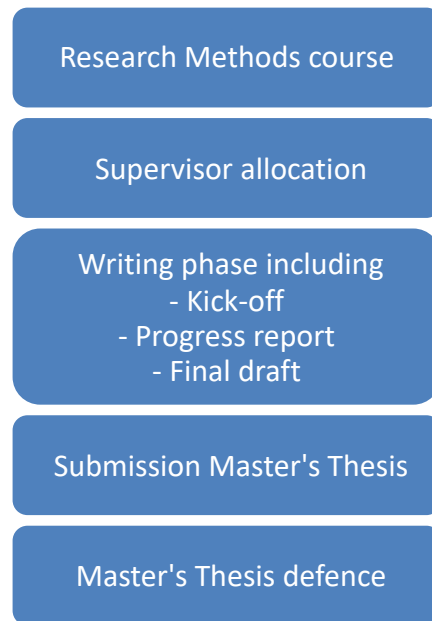 Research Methods course
Supervisor allocation
Writing phase including
- Kick-off
- Progress report
- Final draft
Submission Master's Thesis
Master's Thesis defence